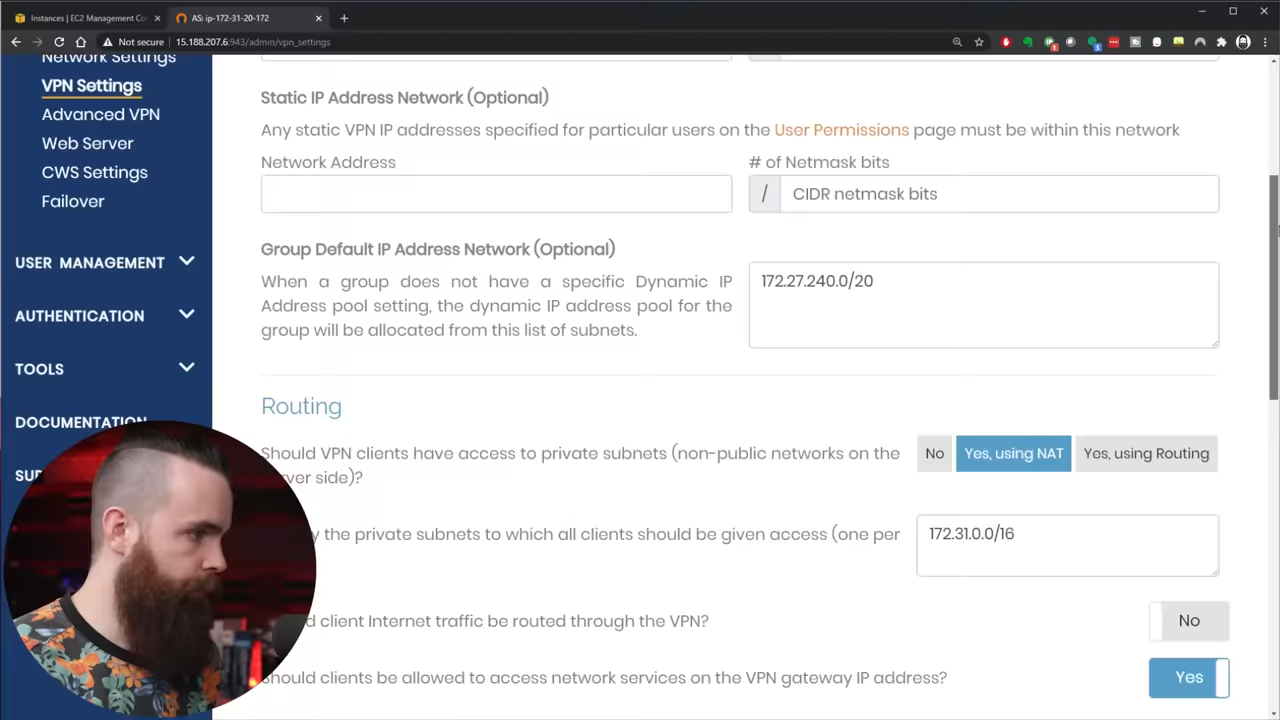 Instances | EC2 Management Co
AS: ip-172-31-20-172
Not secure
15.188.207.6:943/admin/vpn_settings
Network Settings
VPN Settings
Advanced VPN
Web Server
CWS Settings
Failover
USER MANAGEMENT
AUTHENTICATION
TOOLS
DOCUMENTATION
SUP
Static IP Address Network (Optional)
Any static VPN IP addresses specified for particular users on the User Permissions page must be within this network
Network Address
# of Netmask bits
/ CIDR netmask bits
Group Default IP Address Network (Optional)
When a group does not have a specific Dynamic IP
Address pool setting, the dynamic IP address pool for the
group will be allocated from this list of subnets.
172.27.240.0/20
Routing
Should VPN clients have access to private subnets (non-public networks on the
rver side)?
No
Yes, using NAT
Yes, using Routing
y the private subnets to which all clients should be given access (one per
172.31.0.0/16
d client Internet traffic be routed through the VPN?
No
Should clients be allowed to access network services on the VPN gateway IP address?
Yes